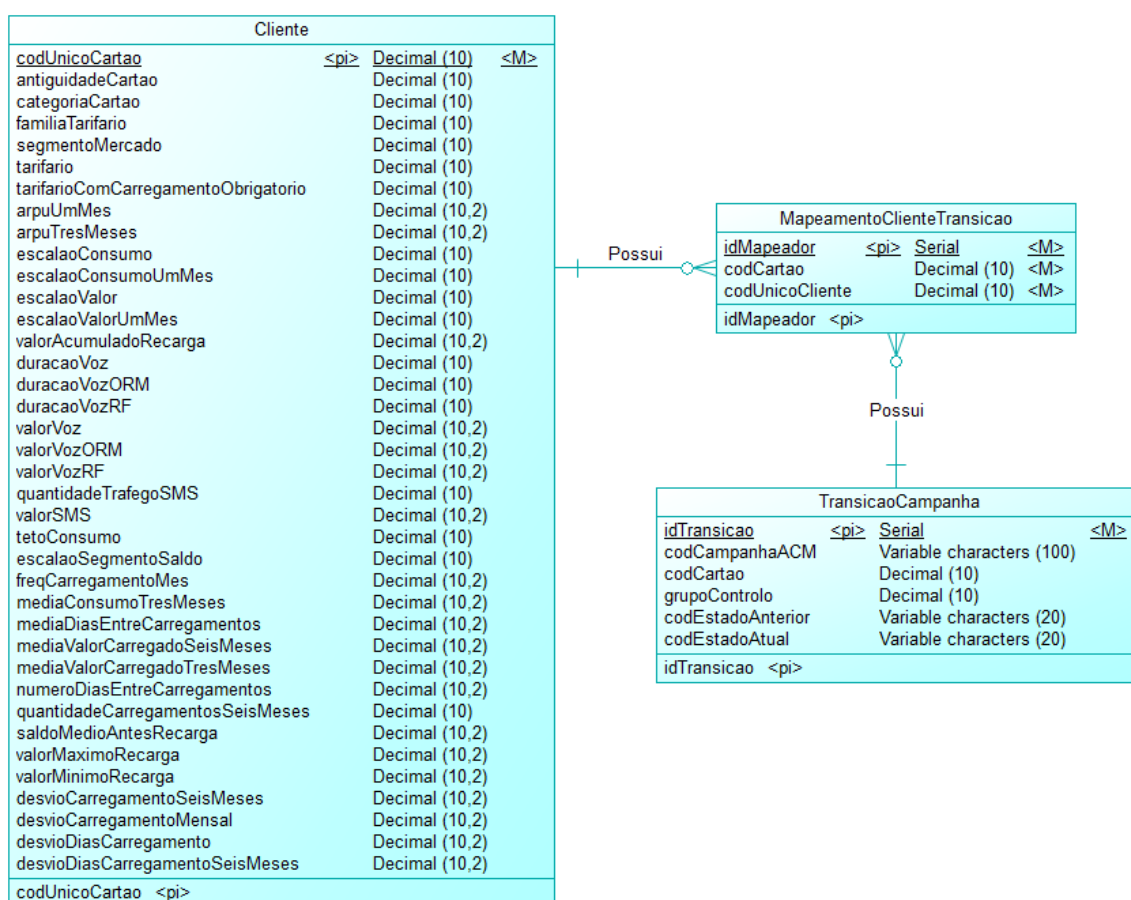 Cliente
codUnicoCartao <pi> Decimal (10) <M>
antiguidadeCartao Decimal (10)
categoriaCartao Decimal (10)
familiaTarifario Decimal (10)
segmentoMercado Decimal (10)
tarifario Decimal (10)
tarifarioComCarregamentoObrigatorio Decimal (10)
arpuUmMes Decimal (10,2)
arpuTresMeses Decimal (10,2)
escalaoConsumo Decimal (10)
escalaoConsumoUmMes Decimal (10)
escalaoValor Decimal (10)
escalaoValorUmMes Decimal (10)
valorAcumuladoRecarga Decimal (10,2)
duracaoVoz Decimal (10)
duracaoVozORM Decimal (10)
duracaoVozRF Decimal (10)
valorVoz Decimal (10,2)
valorVozORM Decimal (10,2)
valorVozRF Decimal (10,2)
quantidadeTrafegoSMS Decimal (10)
valorSMS Decimal (10,2)
tetoConsumo Decimal (10)
escalaoSegmentoSaldo Decimal (10)
freqCarregamentoMes Decimal (10,2)
mediaConsumoTresMeses Decimal (10,2)
mediaDiasEntreCarregamentos Decimal (10,2)
mediaValorCarregadoSeisMeses Decimal (10,2)
mediaValorCarregadoTresMeses Decimal (10,2)
numeroDiasEntreCarregamentos Decimal (10,2)
quantidadeCarregamentosSeisMeses Decimal (10)
saldoMedioAntesRecarga Decimal (10,2)
valorMaximoRecarga Decimal (10,2)
valorMinimoRecarga Decimal (10,2)
desvioCarregamentoSeisMeses Decimal (10,2)
desvioCarregamentoMensal Decimal (10,2)
desvioDiasCarregamento Decimal (10,2)
desvioDiasCarregamentoSeisMeses Decimal (10,2)
codUnicoCartao <pi>
Possui
MapeamentoClienteTransicao
idMapeador <pi> Serial <M>
codCartao Decimal (10) <M>
codUnicoCliente Decimal (10) <M>
idMapeador <pi>
Possui
TransicaoCampanha
idTransicao <pi> Serial <M>
codCampanhaACM Variable characters (100)
codCartao Decimal (10)
grupoControlo Decimal (10)
codEstadoAnterior Variable characters (20)
codEstadoAtual Variable characters (20)
idTransicao <pi>